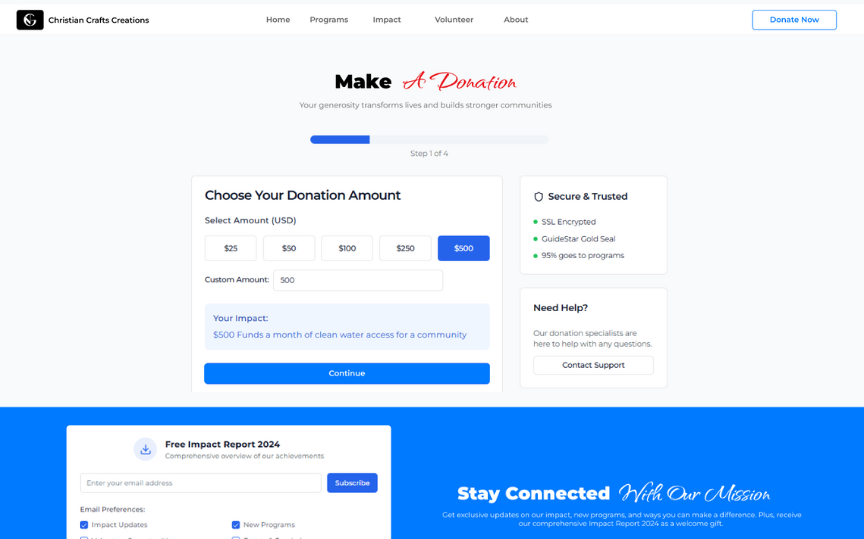 Christian Crafts Creations
Home Programs Impact Volunteer About
Donate Now
Make A Donation
Your generosity transforms lives and builds stronger communities
Step 1 of 4
Choose Your Donation Amount
Select Amount (USD)
$25 $50 $100 $250 $500
Custom Amount: 500
Your Impact:
$500 Funds a month of clean water access for a community
Continue
Secure & Trusted
SSL Encrypted
GuideStar Gold Seal
95% goes to programs
Need Help?
Our donation specialists are
here to help with any questions.
Contact Support
Free Impact Report 2024
Comprehensive overview of our achievements.
Enter your email address Subscribe
Email Preferences:
Impact Updates New Programs
Stay Connected With Our Mission
Get exclusive updates on our impact, new programs, and ways you can make a difference. Plus, receive
our comprehensive Impact Report 2024 as a welcome gift.